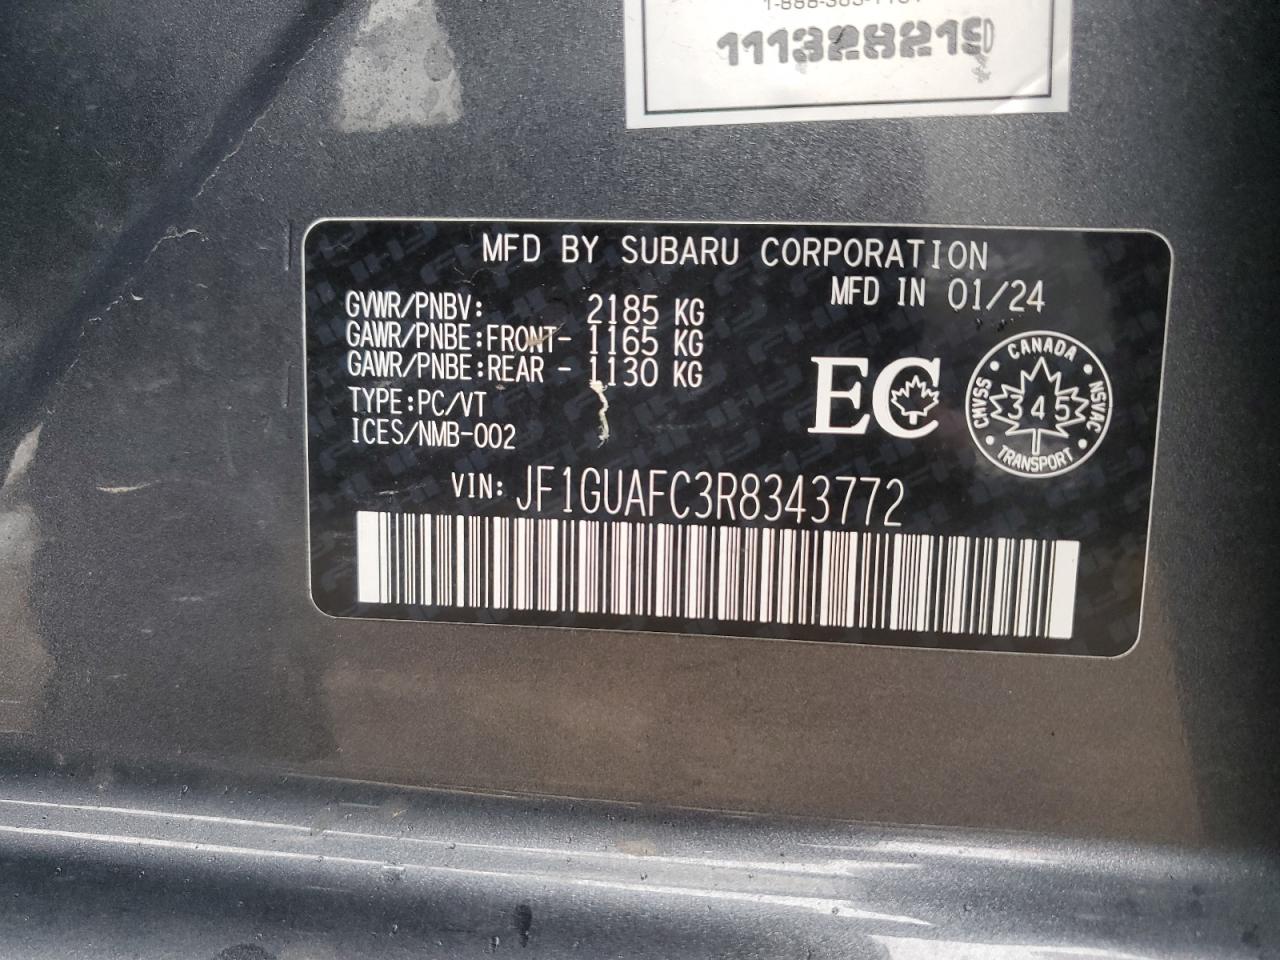 111328219
MFD BY SUBARU CORPORATION
MFD IN 01/24
GVWR/PNBV: 2185 KG
GAWR/PNBE:FRONT- 1165 KG
GAWR/PNBE:REAR - 1130 KG
TYPE:PC/VT
ICES/NMB-002
EC
CANADA
CMVSS
NSVAC
345
TRANSPORT
VIN: JF1GUAFC3R8343772